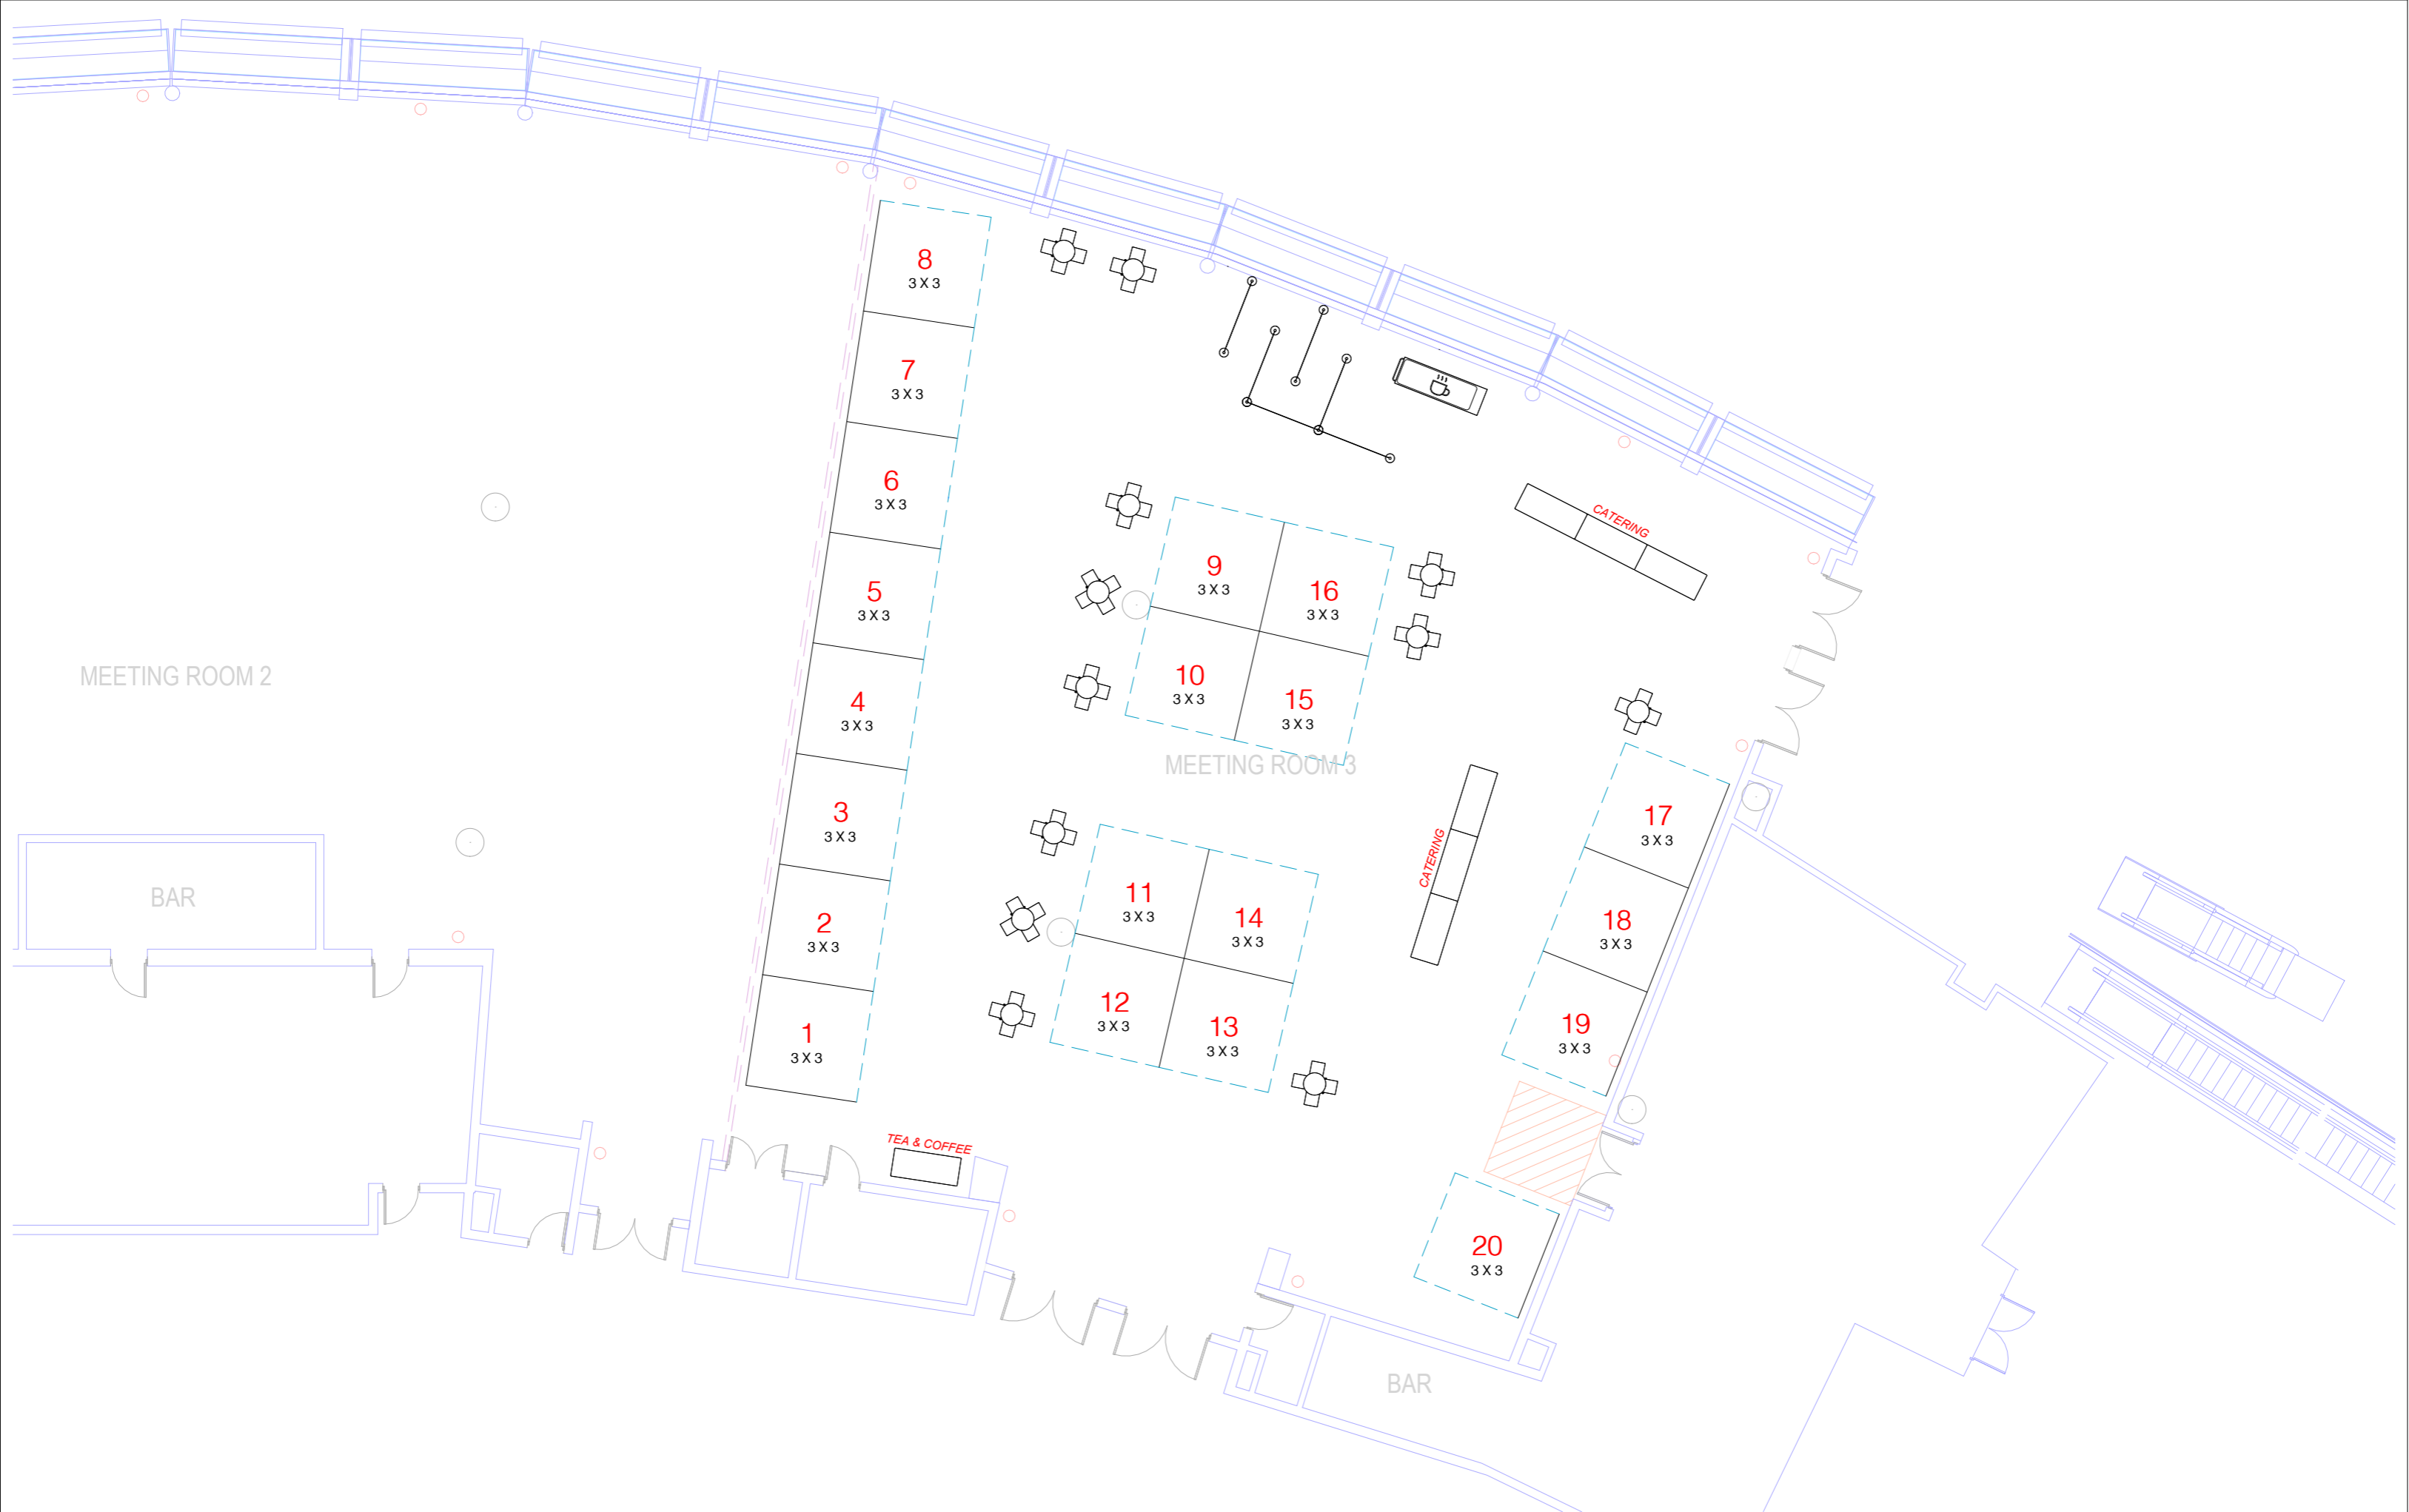 8
3 X 3
7
3 X 3
6
3 X 3
5
3 X 3
4
3 X 3
3
3 X 3
2
3 X 3
1
3 X 3
9
3 X 3
16
3 X 3
10
3 X 3
15
3 X 3
11
3 X 3
14
3 X 3
12
3 X 3
13
3 X 3
17
3 X 3
18
3 X 3
19
3 X 3
20
3 X 3
CATERING
CATERING
TEA & COFFEE
MEETING ROOM 2
MEETING ROOM 3
BAR
BAR